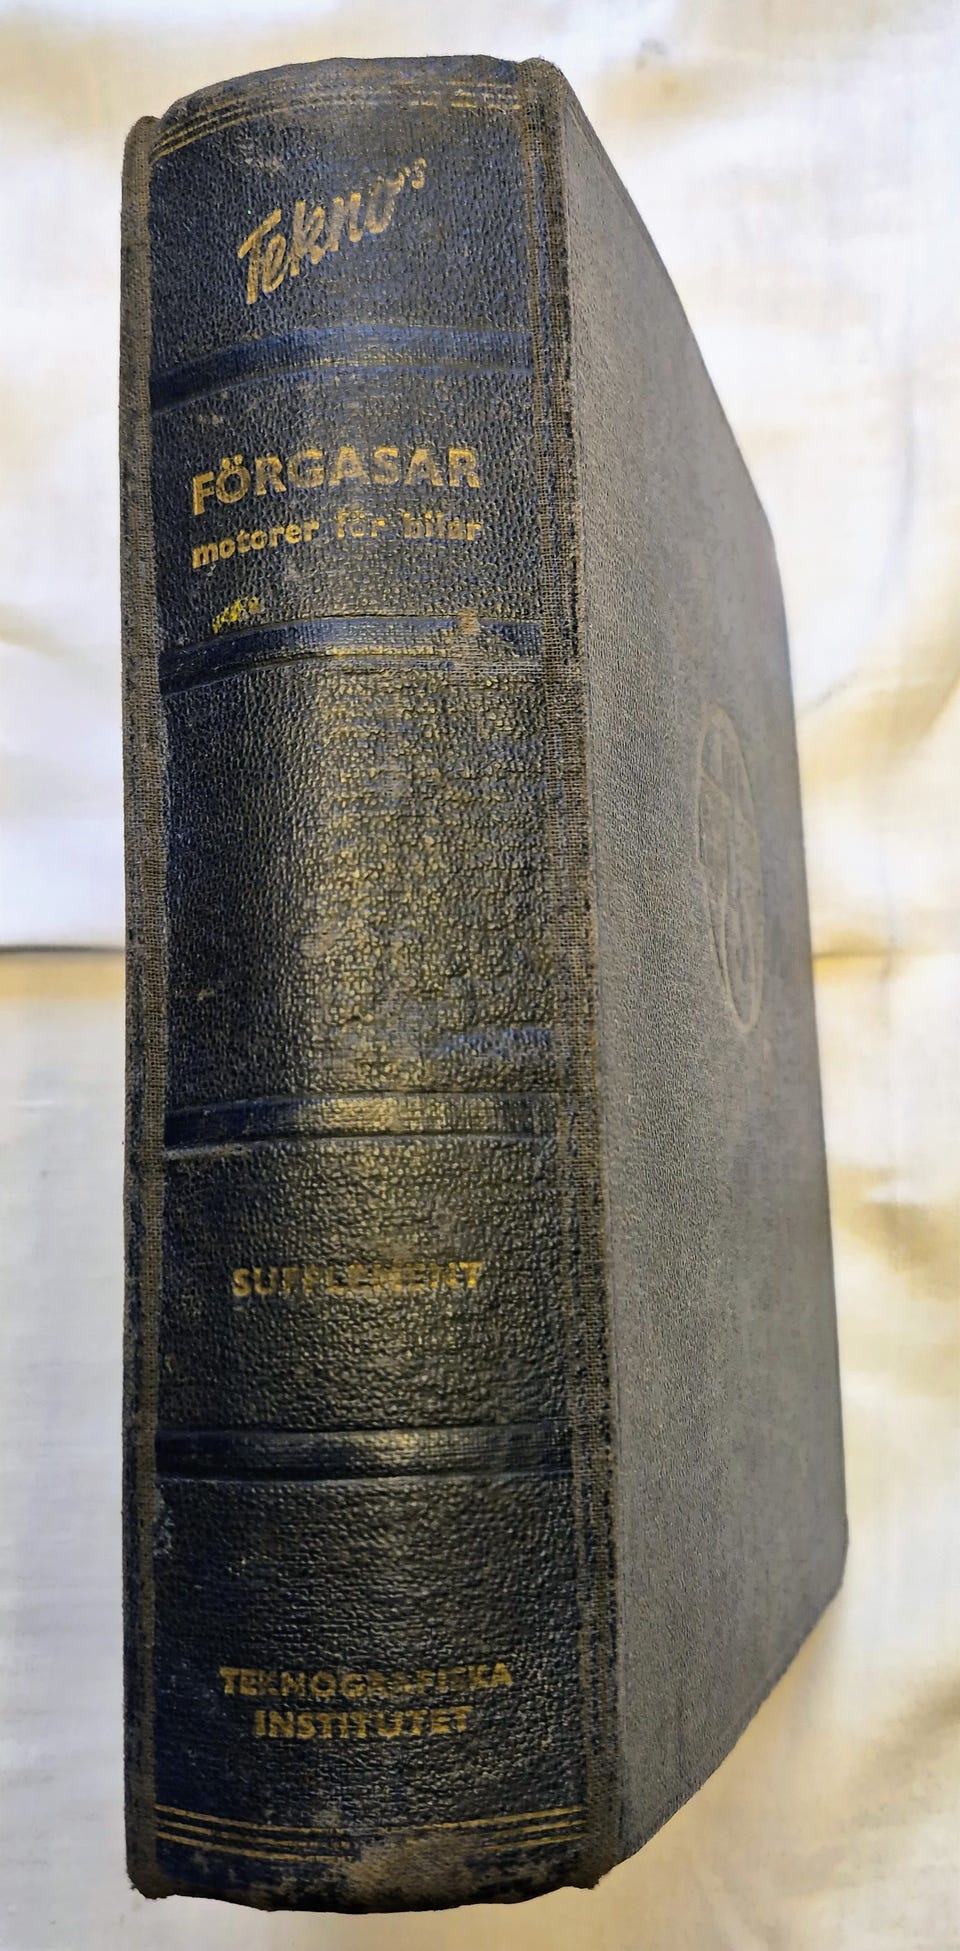 Tekno's
FÖRGASAR
motorer för bilar
SUPPLEMENT
TEKNOGRAFISKA
INSTITUTET